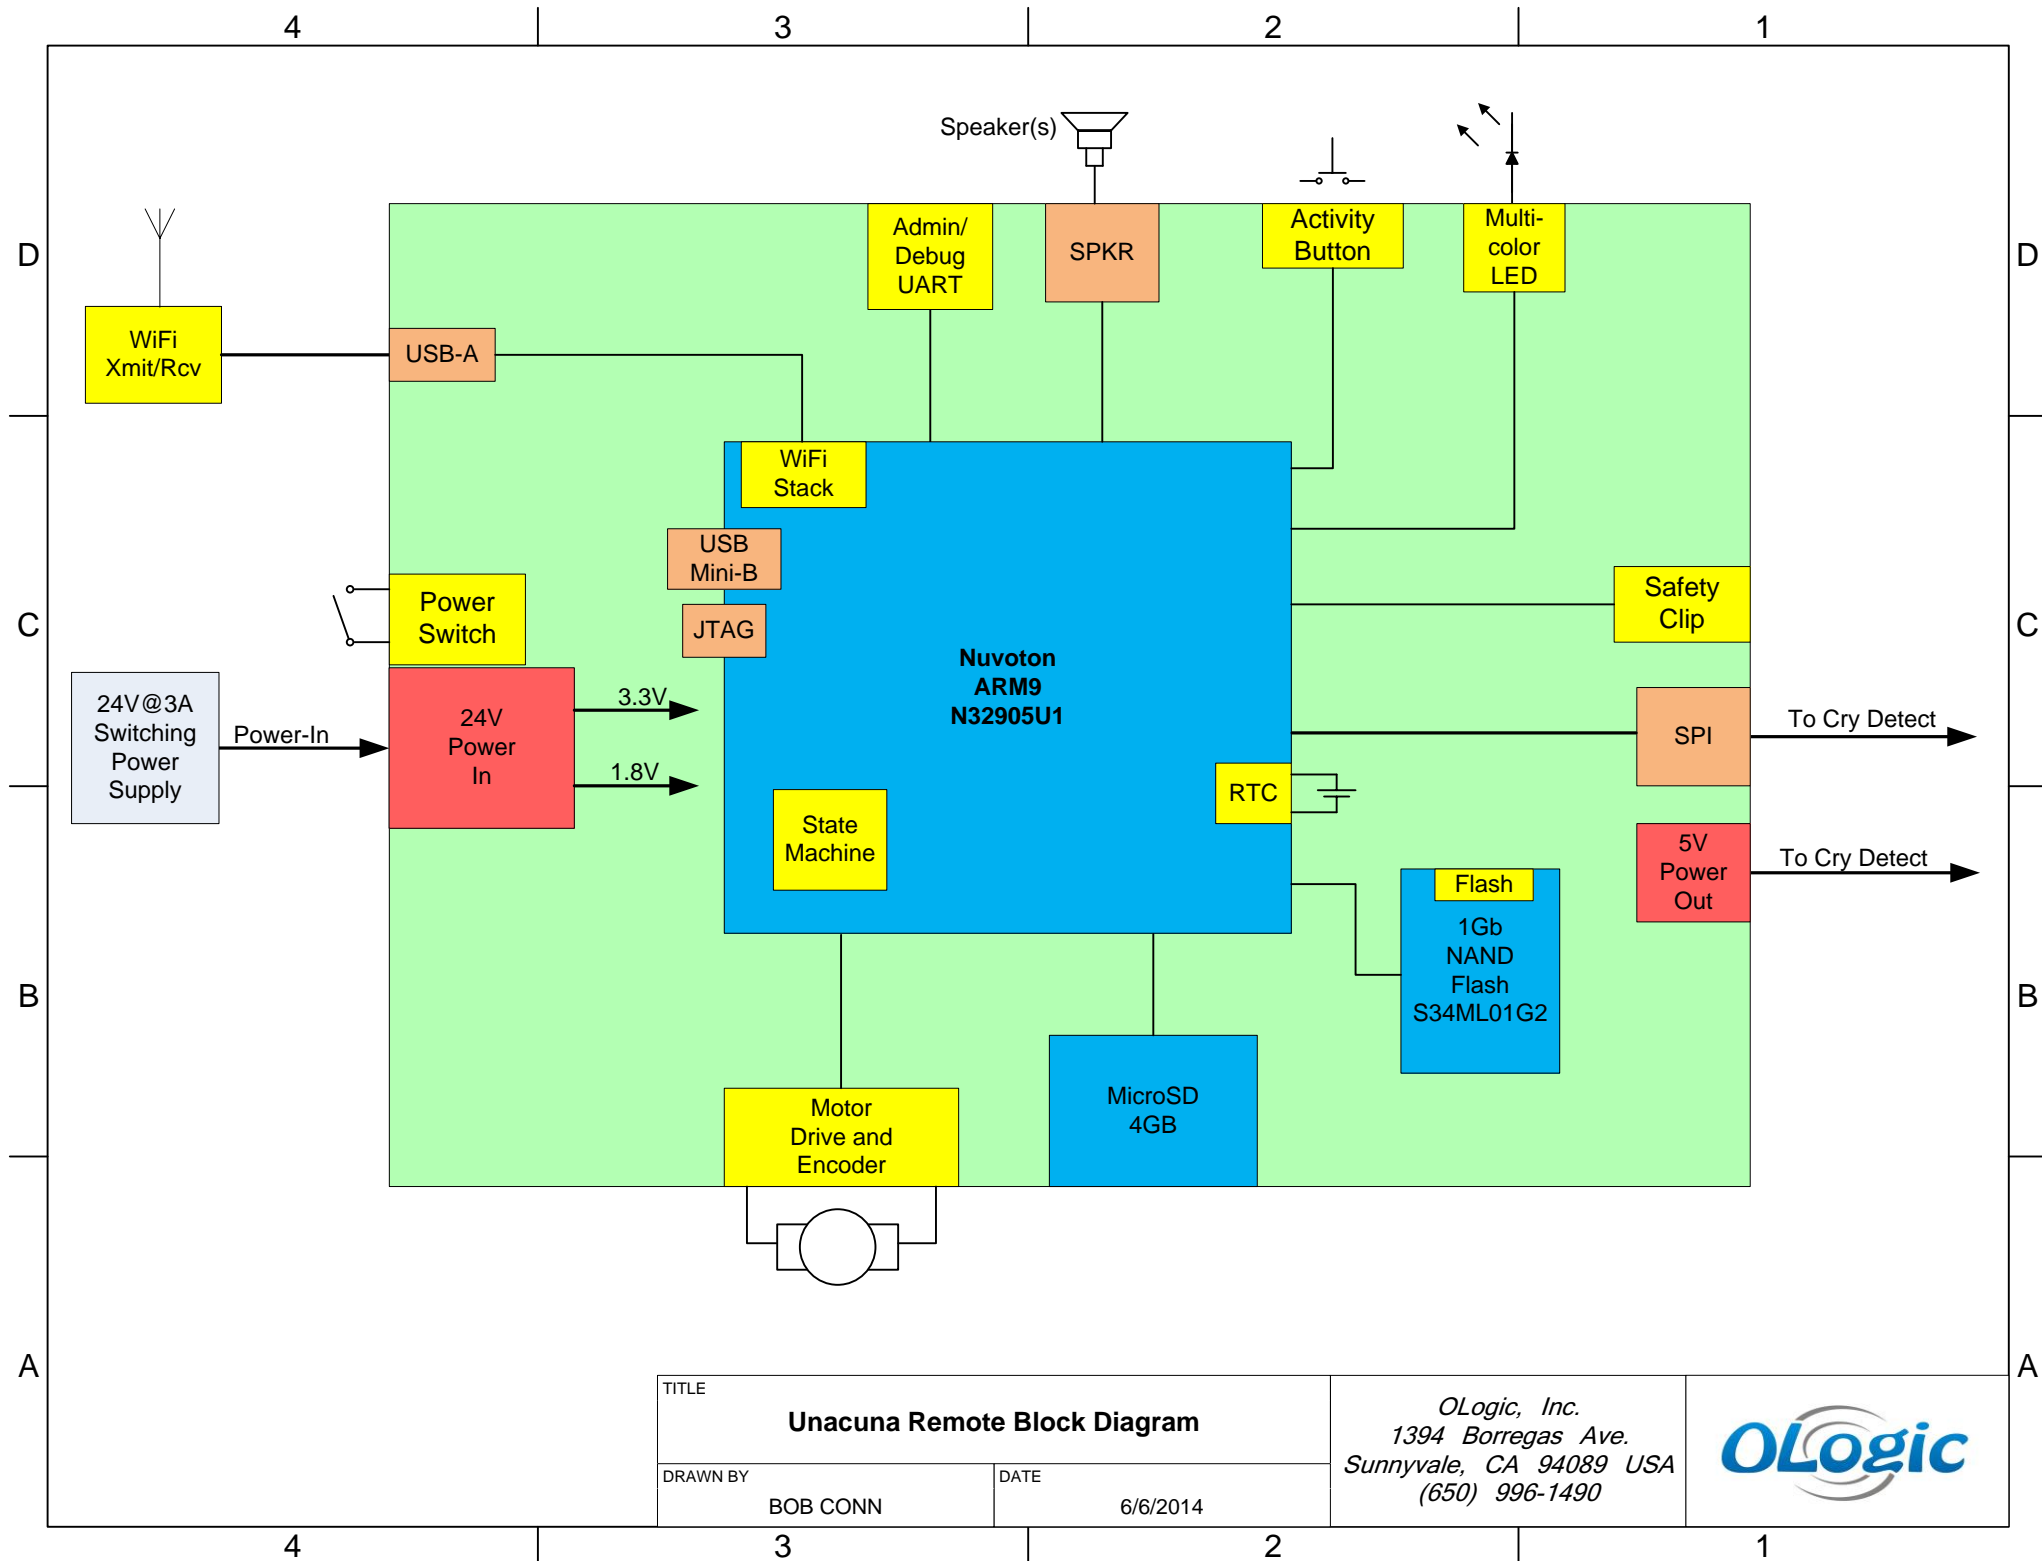 4
3
2
1
Speaker(s)
D
D
Admin/
Debug
UART
SPKR
Activity
Button
Multi-
color
LED
WiFi
Xmit/Rcv
USB-A
WiFi
Stack
USB
Mini-B
JTAG
Power
Switch
Safety
Clip
C
C
Nuvoton
ARM9
N32905U1
24V@3A
Switching
Power
Supply
Power-In
24V
Power
In
3.3V
1.8V
SPI
To Cry Detect
RTC
State
Machine
5V
Power
Out
To Cry Detect
Flash
1Gb
NAND
Flash
S34ML01G2
B
B
MicroSD
4GB
Motor
Drive and
Encoder
A
A
TITLE
Unacuna Remote Block Diagram
DRAWN BY
BOB CONN
DATE
6/6/2014
OLogic, Inc.
1394 Borregas Ave.
Sunnyvale, CA 94089 USA
(650) 996-1490
OLogic
4
3
2
1